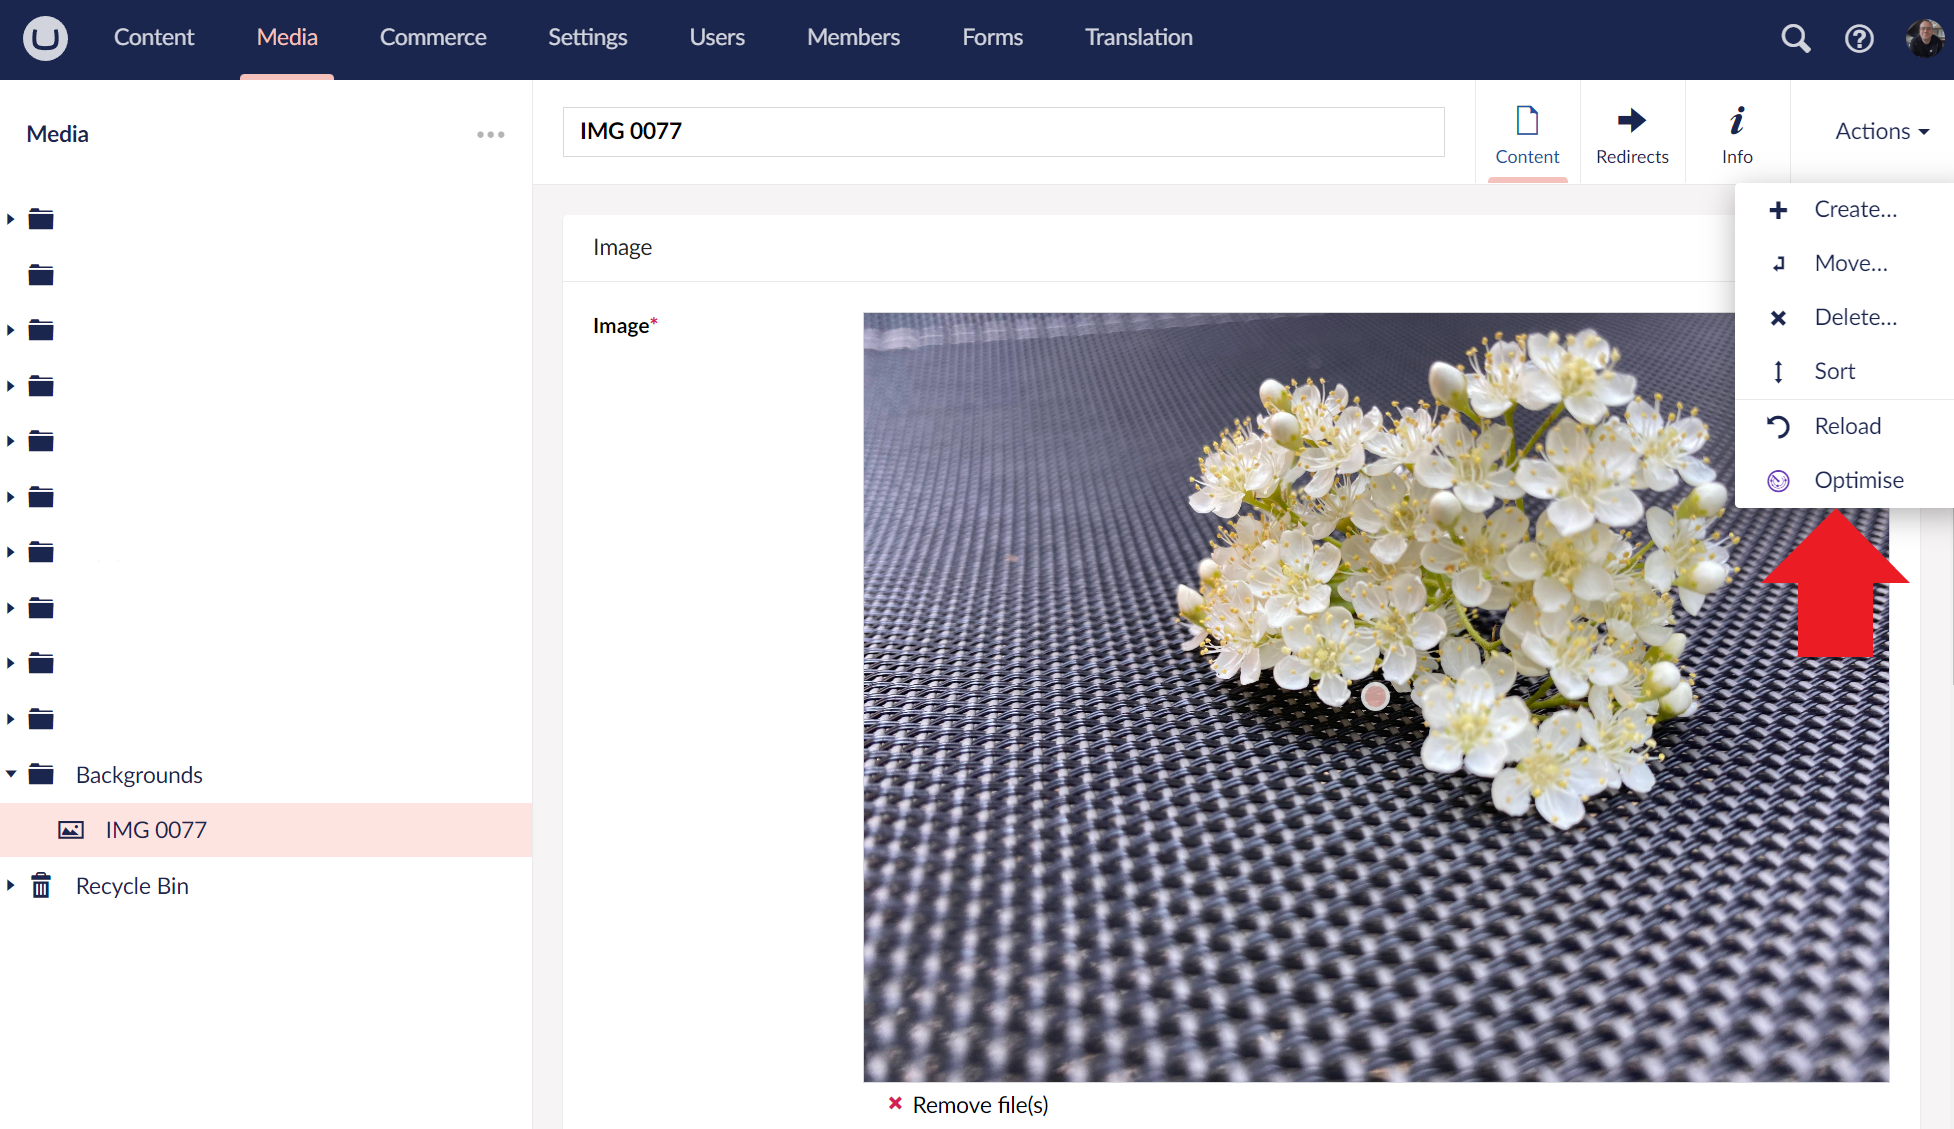 Content Media Commerce Settings Users Members Forms Translation
Media
IMG 0077
Content Redirects Info Actions
Create...
Move...
Delete...
Sort
Reload
Optimise
Image
Image*
Backgrounds
IMG 0077
Recycle Bin
Remove file(s)